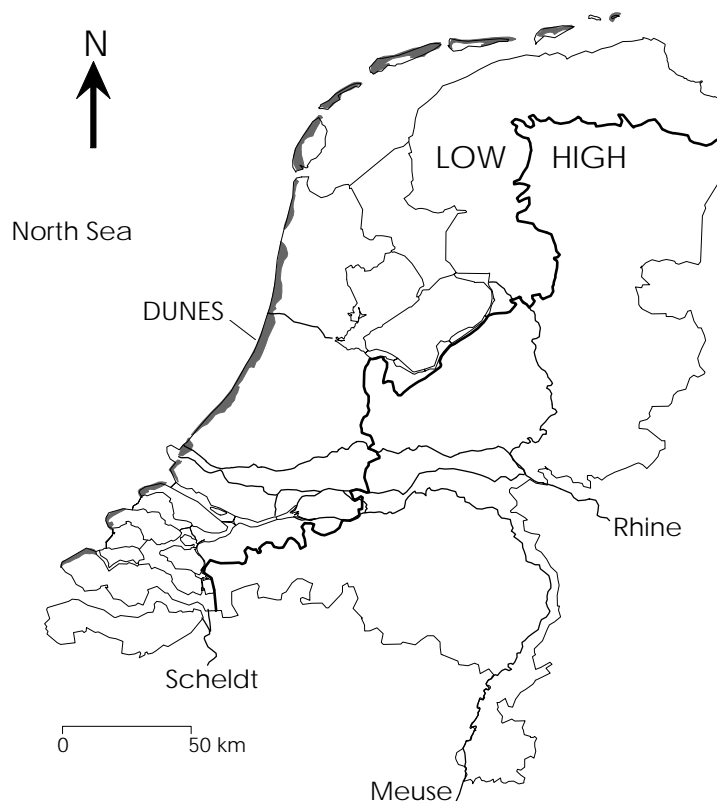 N
LOW HIGH
North Sea
DUNES
Rhine
Scheldt
0 50 km
Meuse